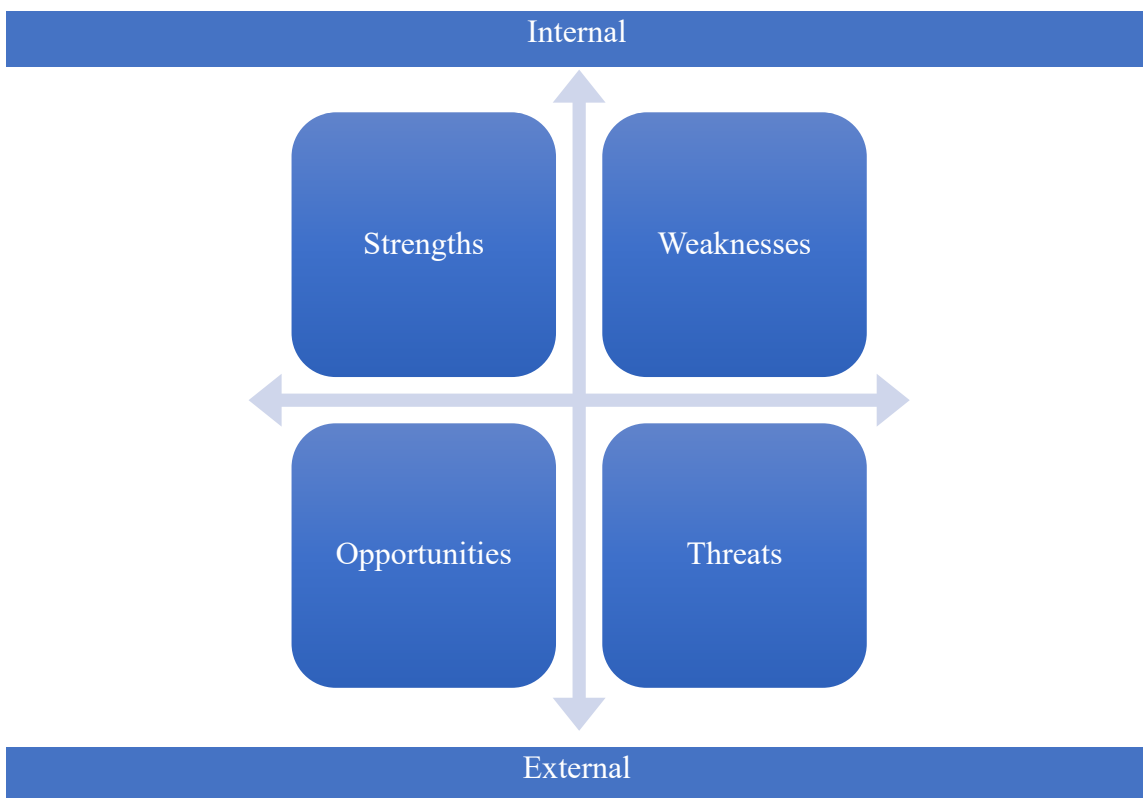 Internal
Strengths
Weaknesses
Opportunities
Threats
External